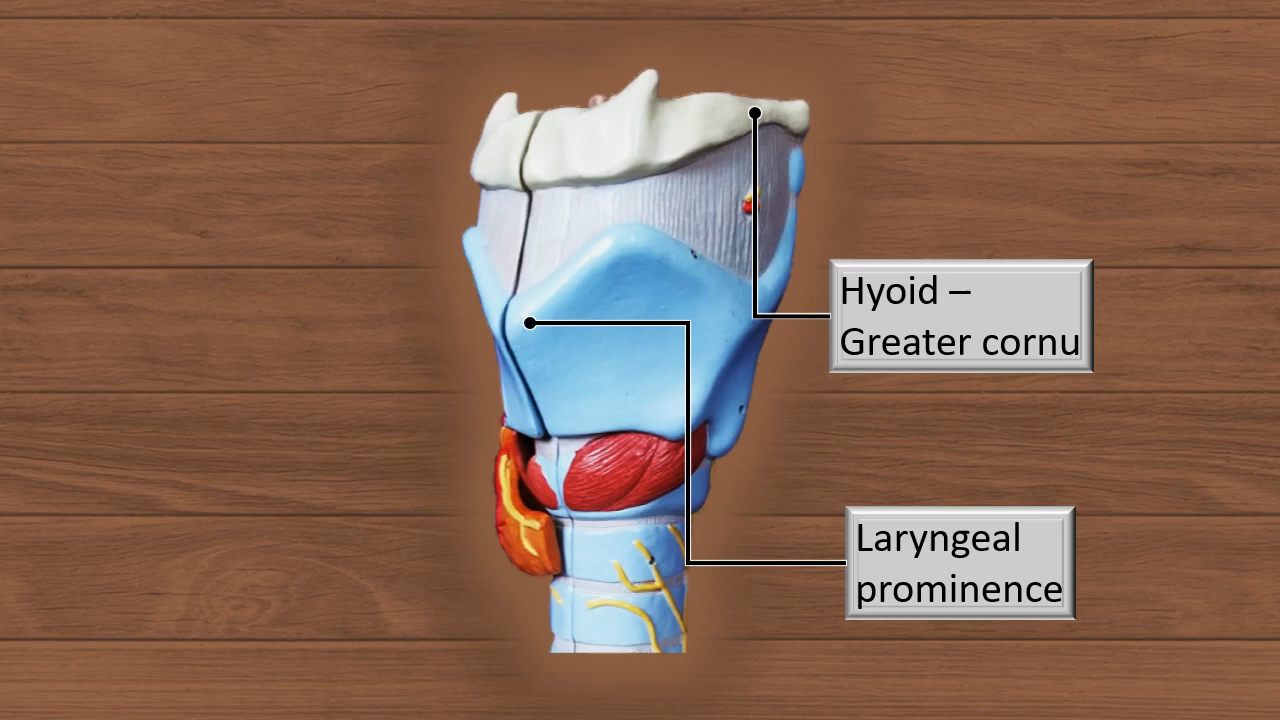 Hyoid –
Greater cornu
Laryngeal
prominence